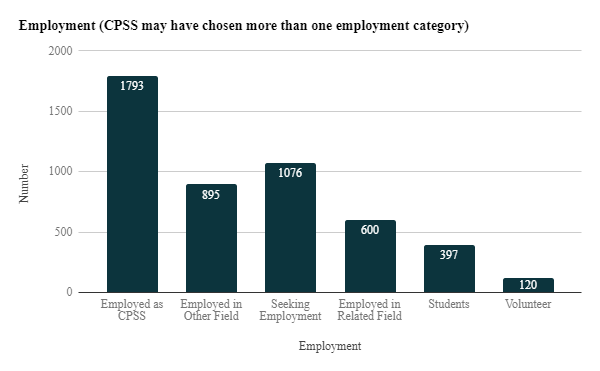 Employment (CPSS may have chosen more than one employment category)
2000
1500
1000
500
0
Number
1793
895
1076
600
397
120
Employed as
CPSS
Employed in
Other Field
Seeking
Employment
Employed in
Related Field
Students
Volunteer
Employment